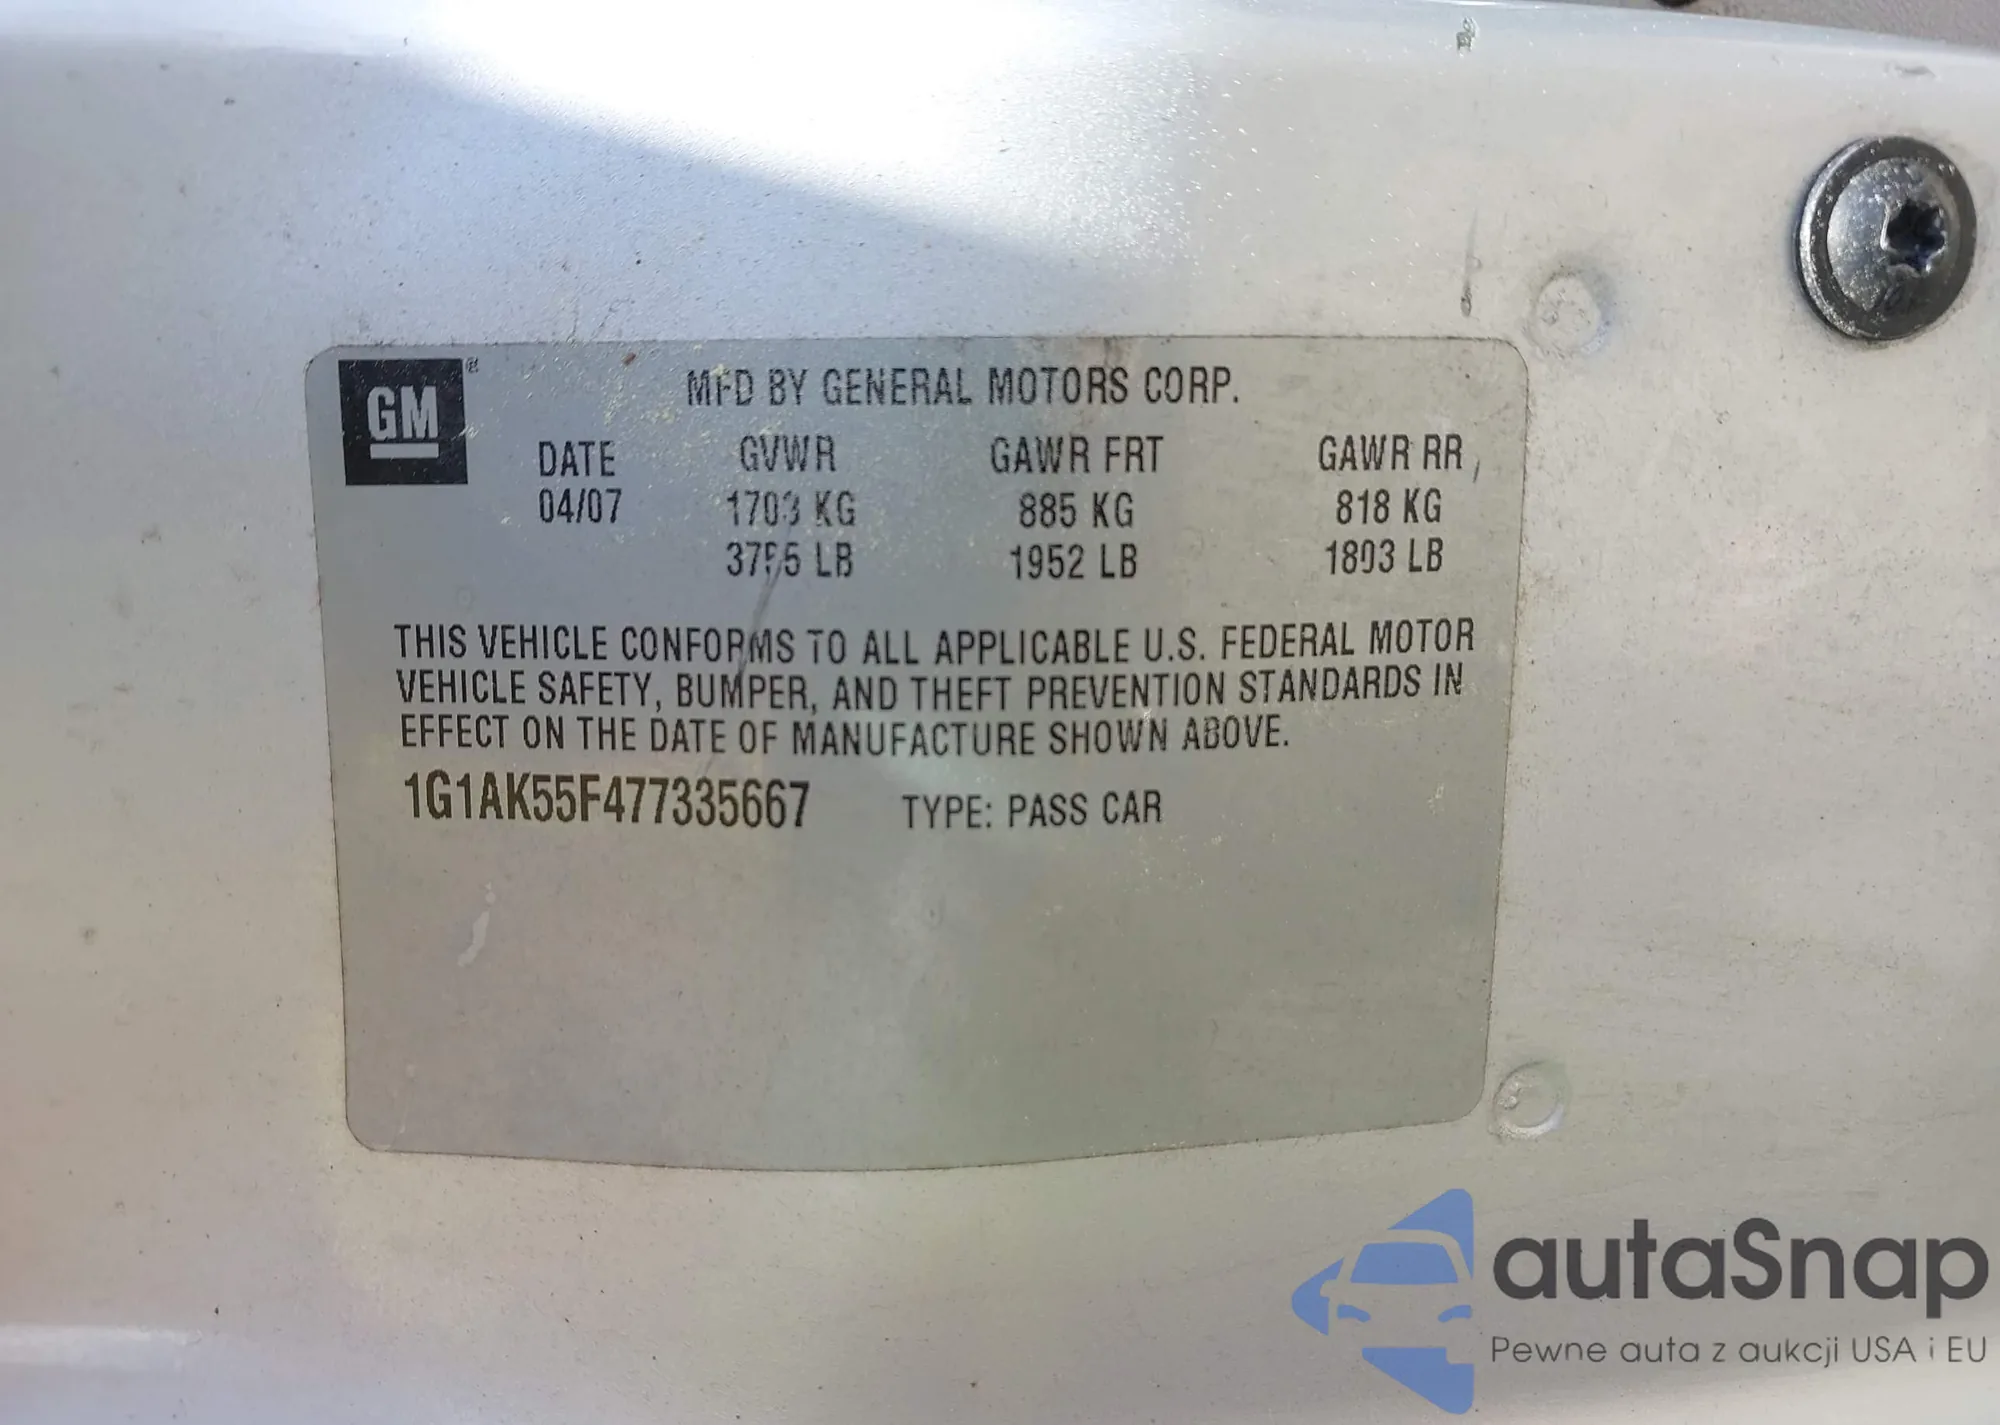 GM
MFD BY GENERAL MOTORS CORP.
DATE GVWR GAWR FRT GAWR RR
04/07 1703 KG 885 KG 818 KG
3755 LB 1952 LB 1803 LB
THIS VEHICLE CONFORMS TO ALL APPLICABLE U.S. FEDERAL MOTOR
VEHICLE SAFETY, BUMPER, AND THEFT PREVENTION STANDARDS IN
EFFECT ON THE DATE OF MANUFACTURE SHOWN ABOVE.
1G1AK55F477335667 TYPE: PASS CAR
autaSnap
Pewne auta z aukcji USA i EU